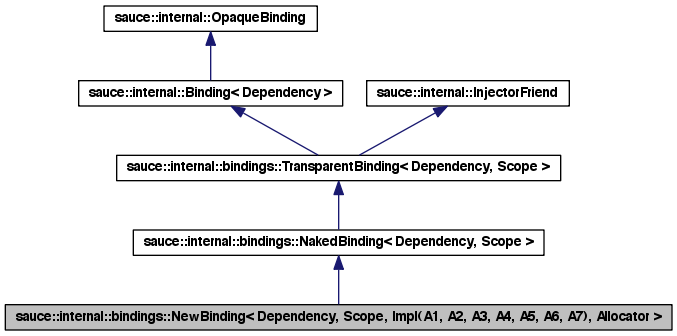 sauce::internal::OpaqueBinding
sauce::internal::Binding< Dependency >
sauce::internal::InjectorFriend
sauce::internal::bindings::TransparentBinding< Dependency, Scope >
sauce::internal::bindings::NakedBinding< Dependency, Scope >
sauce::internal::bindings::NewBinding< Dependency, Scope, Impl(A1, A2, A3, A4, A5, A6, A7), Allocator >